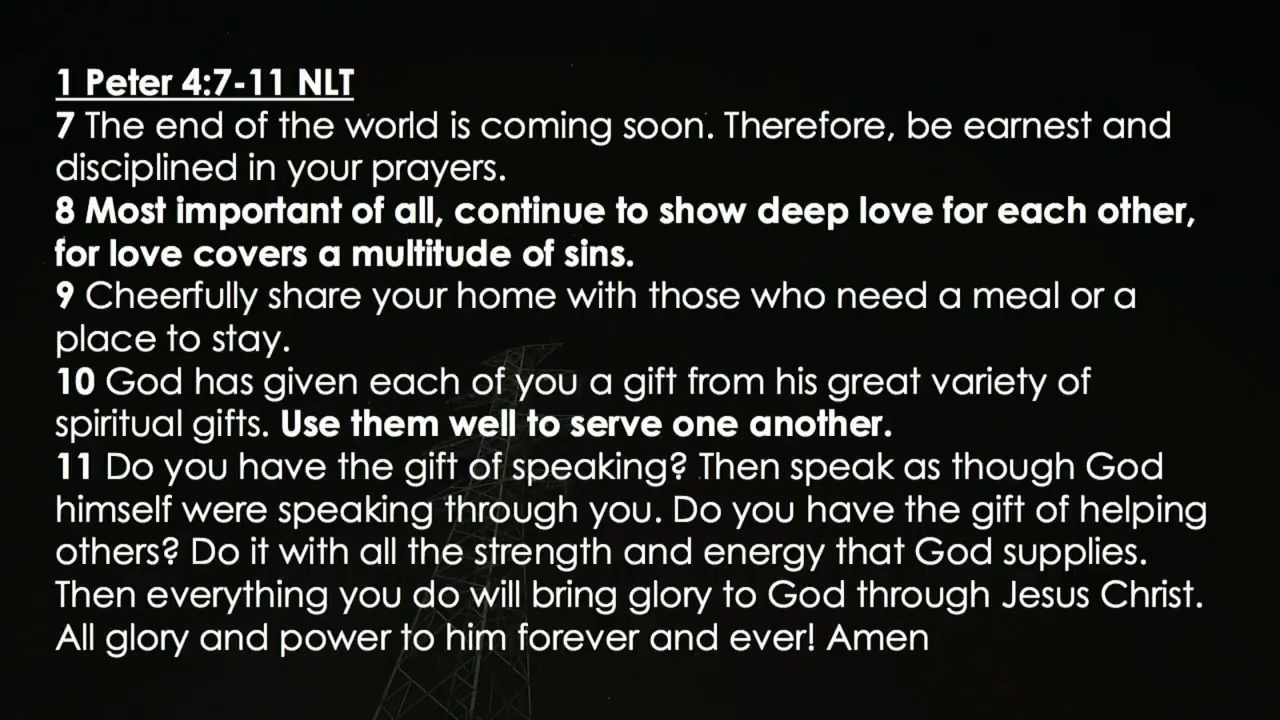 1 Peter 4:7-11 NLT
7 The end of the world is coming soon. Therefore, be earnest and
disciplined in your prayers.
8 Most important of all, continue to show deep love for each other,
for love covers a multitude of sins.
9 Cheerfully share your home with those who need a meal or a
place to stay.
10 God has given each of you a gift from his great variety of
spiritual gifts. Use them well to serve one another.
11 Do you have the gift of speaking? Then speak as though God
himself were speaking through you. Do you have the gift of helping
others? Do it with all the strength and energy that God supplies.
Then everything you do will bring glory to God through Jesus Christ.
All glory and power to him forever and ever! Amen